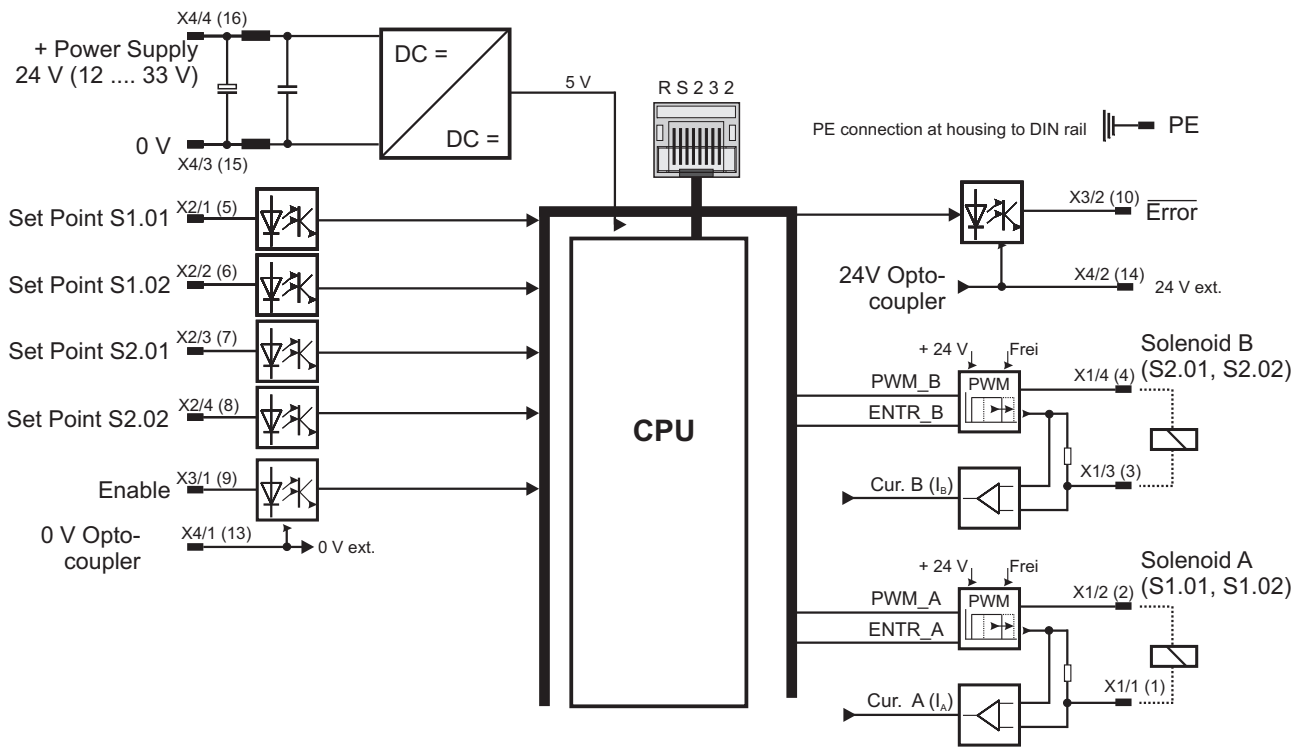 X4/4 (16)
+ Power Supply
24 V (12 .... 33 V)
0 V
X4/3 (15)
DC =
DC =
5 V
R S 2 3 2
PE connection at housing to DIN rail
PE
Set Point S1.01
X2/1 (5)
Set Point S1.02
X2/2 (6)
Set Point S2.01
X2/3 (7)
Set Point S2.02
X2/4 (8)
Enable
X3/1 (9)
0 V Opto-
coupler
X4/1 (13)
0 V ext.
CPU
X3/2 (10)
Error
24V Opto-
coupler
X4/2 (14)
24 V ext.
+ 24 V
Frei
PWM_B
ENTR_B
PWM
X1/4 (4)
Solenoid B
(S2.01, S2.02)
X1/3 (3)
Cur. B (I_B)
+ 24 V
Frei
PWM_A
ENTR_A
PWM
X1/2 (2)
Solenoid A
(S1.01, S1.02)
X1/1 (1)
Cur. A (I_A)